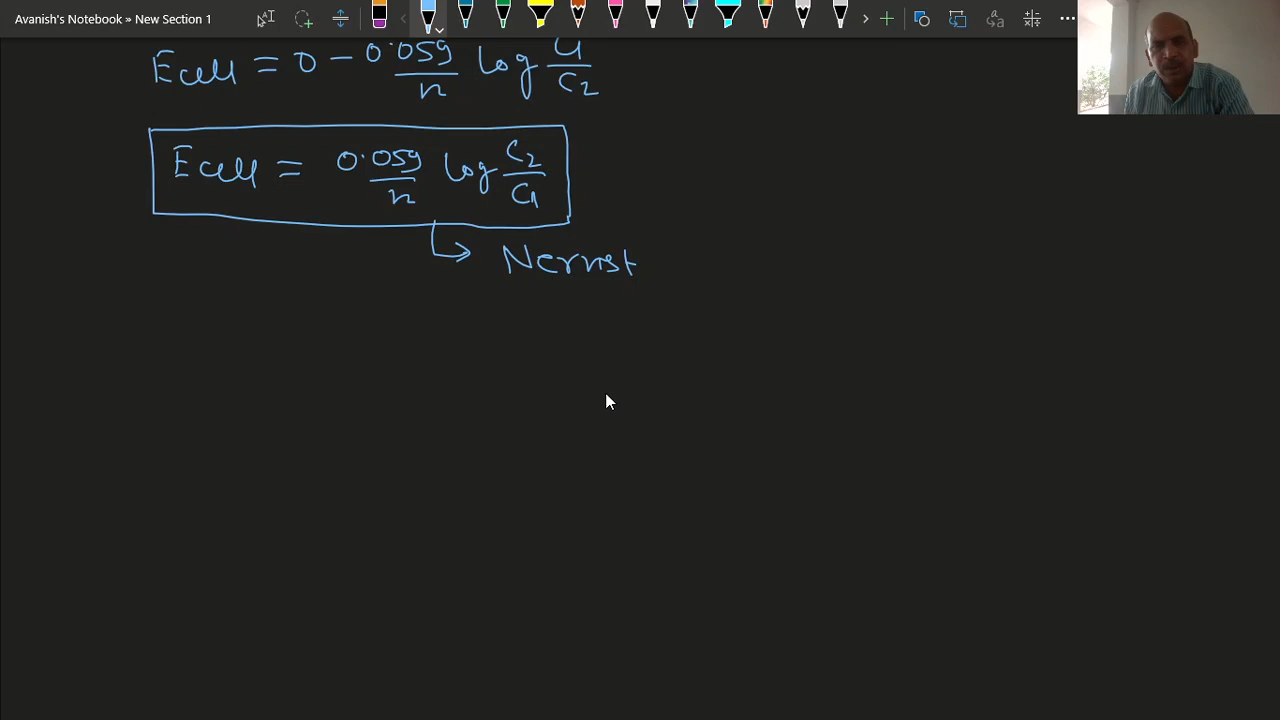 Avanish's Notebook » New Section 1
Ecell = 0 - 0.059/n log C1/C2
Ecell = 0.059/n log C2/C1
↳ Nernst